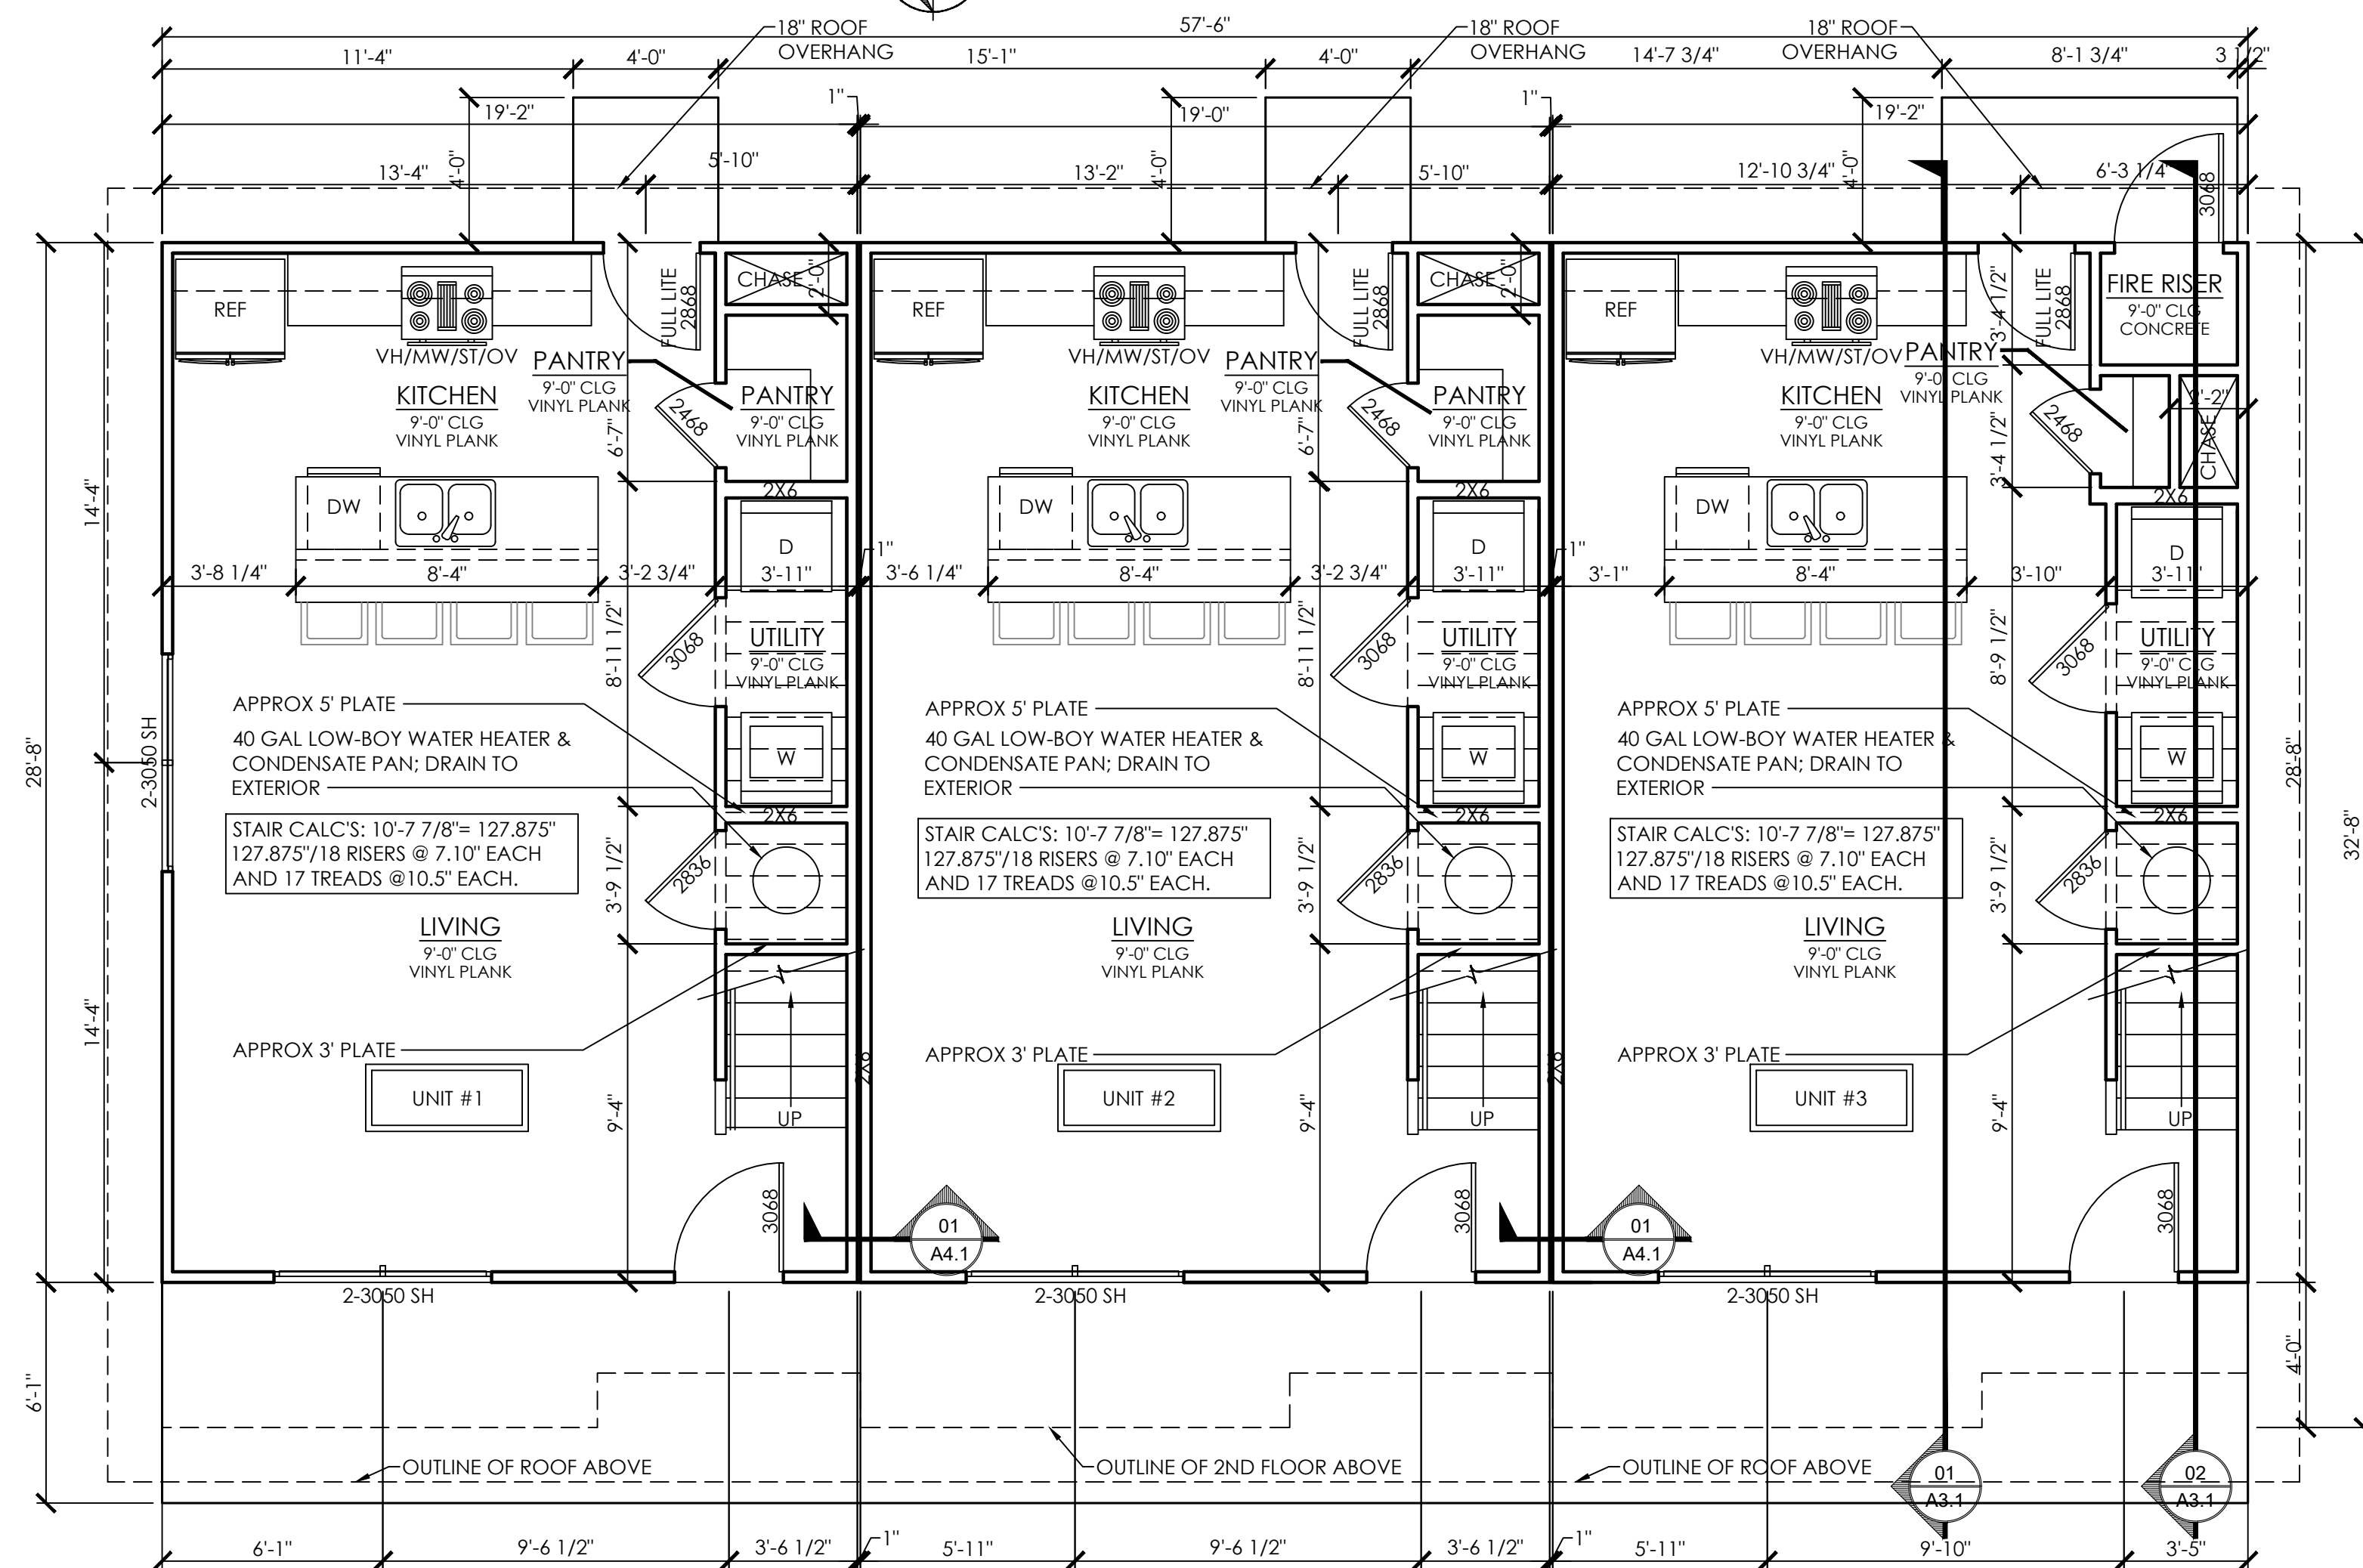 18" ROOF
OVERHANG
57'-6"
18" ROOF
OVERHANG
18" ROOF
OVERHANG
11'-4"
4'-0"
15'-1"
4'-0"
14'-7 3/4"
8'-1 3/4"
3 1/2"
19'-2"
1"
19'-0"
1"
19'-2"
13'-4"
4'-0"
5'-10"
13'-2"
4'-0"
5'-10"
12'-10 3/4"
4'-0"
6'-3 1/4"
3068
REF
VH/MW/ST/OV
KITCHEN
9'-0" CLG
VINYL PLANK
PANTRY
9'-0" CLG
VINYL PLANK
FULL LITE
2868
CHASE
2'-0"
PANTRY
9'-0" CLG
VINYL PLANK
2468
6'-7"
2X6
REF
VH/MW/ST/OV
KITCHEN
9'-0" CLG
VINYL PLANK
PANTRY
9'-0" CLG
VINYL PLANK
FULL LITE
2868
CHASE
2'-0"
PANTRY
9'-0" CLG
VINYL PLANK
2468
6'-7"
2X6
REF
VH/MW/ST/OV
KITCHEN
9'-0" CLG
VINYL PLANK
PANTRY
9'-0" CLG
VINYL PLANK
3'-4 1/2"
FULL LITE
2868
FIRE RISER
9'-0" CLG
CONCRETE
2468
3'-4 1/2"
2'-2"
CHASE
2X6
14'-4"
DW
D
1"
DW
D
1"
DW
D
3'-8 1/4"
8'-4"
3'-2 3/4"
3'-11"
3'-6 1/4"
8'-4"
3'-2 3/4"
3'-11"
3'-1"
8'-4"
3'-10"
3'-11"
28'-8"
2-3050 SH
8'-11 1/2"
3068
UTILITY
9'-0" CLG
VINYL PLANK
W
2X6
8'-11 1/2"
3068
UTILITY
9'-0" CLG
VINYL PLANK
W
2X6
8'-9 1/2"
3068
UTILITY
9'-0" CLG
VINYL PLANK
W
2X6
28'-8"
32'-8"
APPROX 5' PLATE
40 GAL LOW-BOY WATER HEATER &
CONDENSATE PAN; DRAIN TO
EXTERIOR
STAIR CALC'S: 10'-7 7/8"= 127.875"
127.875"/18 RISERS @ 7.10" EACH
AND 17 TREADS @10.5" EACH.
3'-9 1/2"
2836
LIVING
9'-0" CLG
VINYL PLANK
APPROX 3' PLATE
UNIT #1
9'-4"
UP
2X6
3068
APPROX 5' PLATE
40 GAL LOW-BOY WATER HEATER &
CONDENSATE PAN; DRAIN TO
EXTERIOR
STAIR CALC'S: 10'-7 7/8"= 127.875"
127.875"/18 RISERS @ 7.10" EACH
AND 17 TREADS @10.5" EACH.
3'-9 1/2"
2836
LIVING
9'-0" CLG
VINYL PLANK
APPROX 3' PLATE
UNIT #2
9'-4"
UP
2X6
3068
APPROX 5' PLATE
40 GAL LOW-BOY WATER HEATER &
CONDENSATE PAN; DRAIN TO
EXTERIOR
STAIR CALC'S: 10'-7 7/8"= 127.875"
127.875"/18 RISERS @ 7.10" EACH
AND 17 TREADS @10.5" EACH.
3'-9 1/2"
2836
LIVING
9'-0" CLG
VINYL PLANK
APPROX 3' PLATE
UNIT #3
9'-4"
UP
3068
14'-4"
01
A4.1
01
A4.1
2-3050 SH
2-3050 SH
2-3050 SH
6'-1"
4'-0"
OUTLINE OF ROOF ABOVE
OUTLINE OF 2ND FLOOR ABOVE
OUTLINE OF ROOF ABOVE
01
A3.1
02
A3.1
6'-1"
9'-6 1/2"
3'-6 1/2"
1"
5'-11"
9'-6 1/2"
3'-6 1/2"
1"
5'-11"
9'-10"
3'-5"